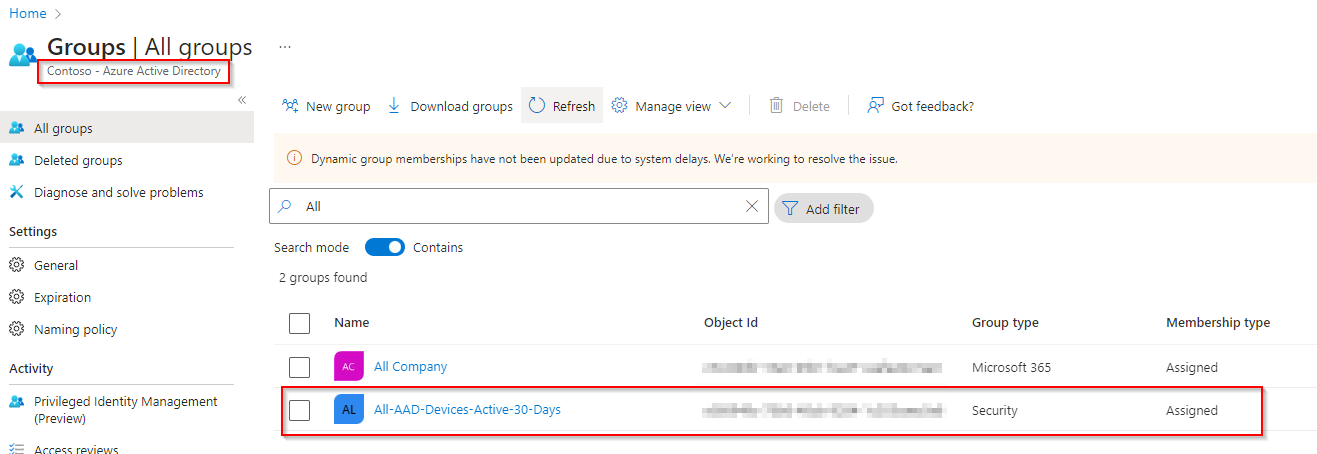 Home >
Groups | All groups ...
Contoso - Azure Active Directory
«
All groups
Deleted groups
Diagnose and solve problems
Settings
General
Expiration
Naming policy
Activity
Privileged Identity Management
(Preview)
Access reviews
New group Download groups Refresh Manage view Delete Got feedback?
Dynamic group memberships have not been updated due to system delays. We're working to resolve the issue.
All Add filter
Search mode Contains
2 groups found
Name Object Id Group type Membership type
AC All Company Microsoft 365 Assigned
AL All-AAD-Devices-Active-30-Days Security Assigned